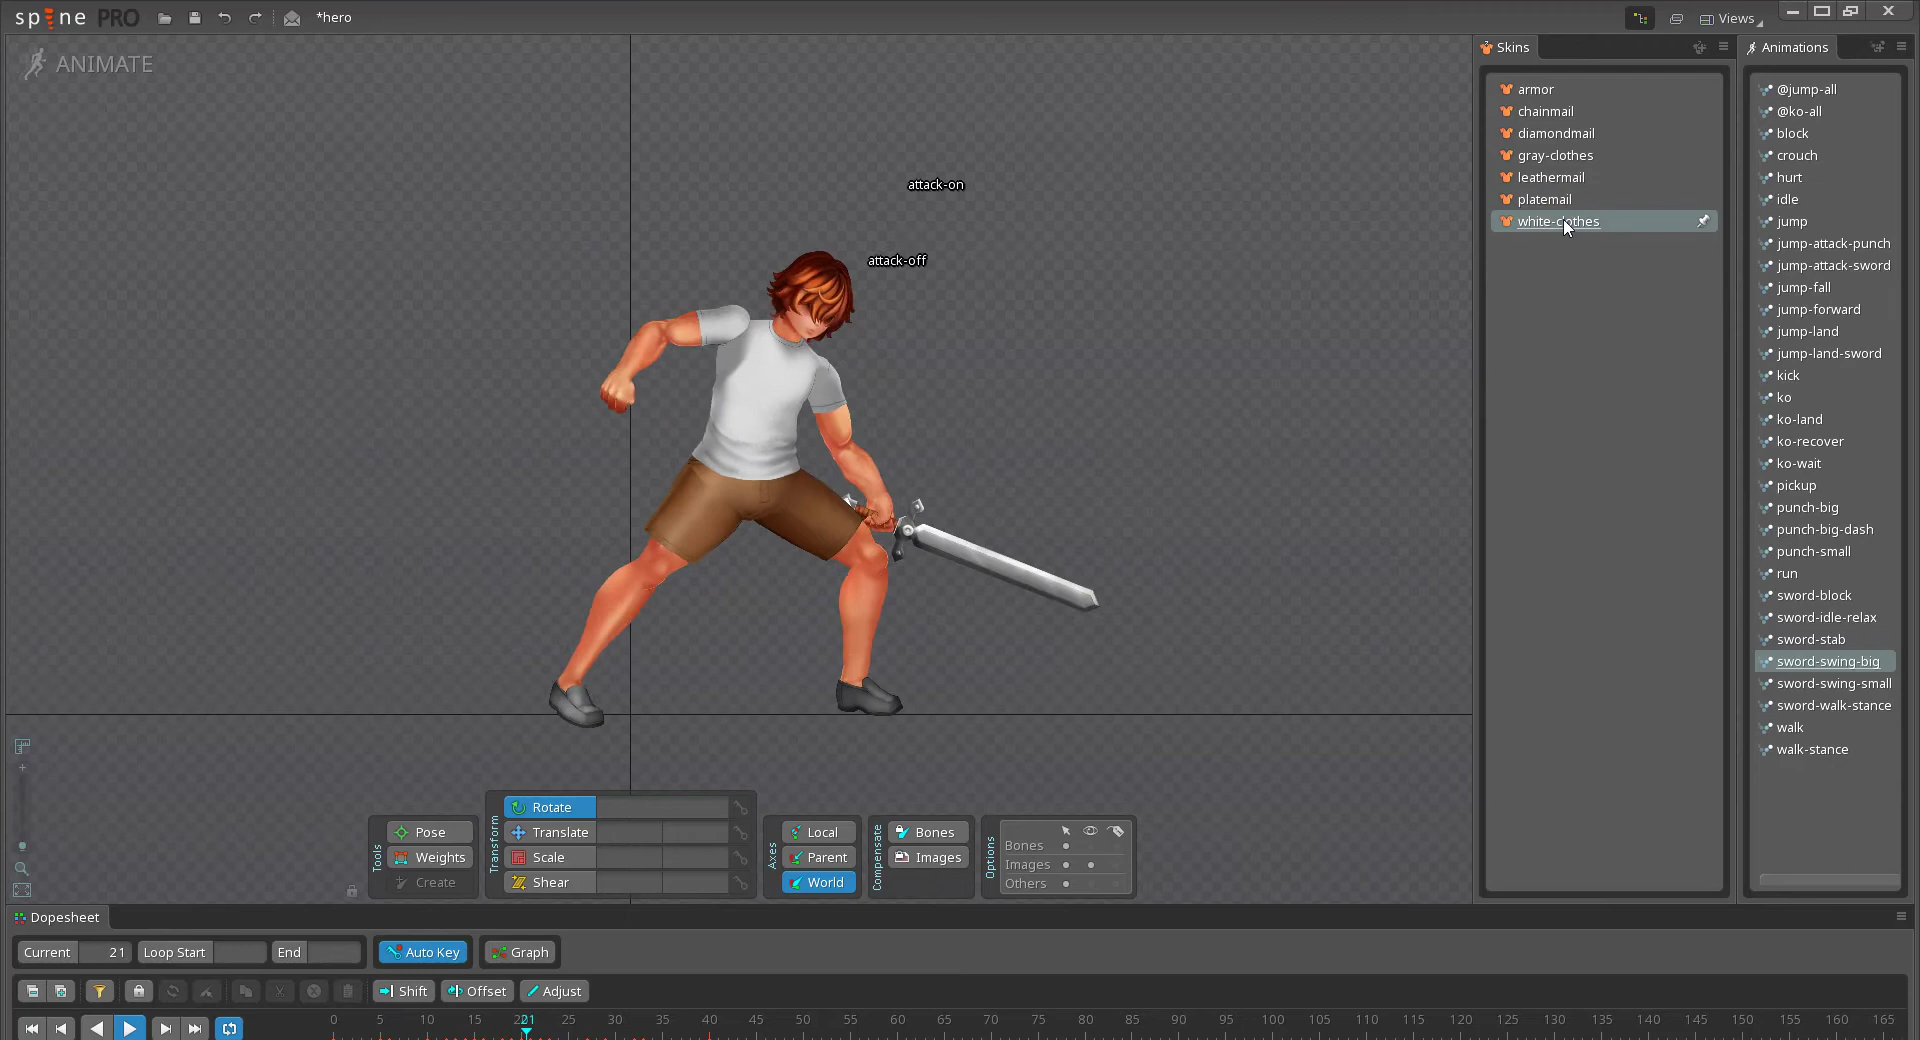 spine PRO
*hero
Views
ANIMATE
attack-on
attack-off
Skins
armor
chainmail
diamondmail
gray-clothes
leathermail
platemail
white-clothes
Animations
@jump-all
@ko-all
block
crouch
hurt
idle
jump
jump-attack-punch
jump-attack-sword
jump-fall
jump-forward
jump-land
jump-land-sword
kick
ko
ko-land
ko-recover
ko-wait
pickup
punch-big
punch-big-dash
punch-small
run
sword-block
sword-idle-relax
sword-stab
sword-swing-big
sword-swing-small
sword-walk-stance
walk
walk-stance
Tools
Pose
Weights
Create
Transform
Rotate
Translate
Scale
Shear
Axes
Local
Parent
World
Compensate
Bones
Images
Options
Bones
Images
Others
Dopesheet
Current 21 Loop Start End Auto Key Graph
Shift Offset Adjust
0 5 10 15 20 21 25 30 35 40 45 50 55 60 65 70 75 80 85 90 95 100 105 110 115 120 125 130 135 140 145 150 155 160 165